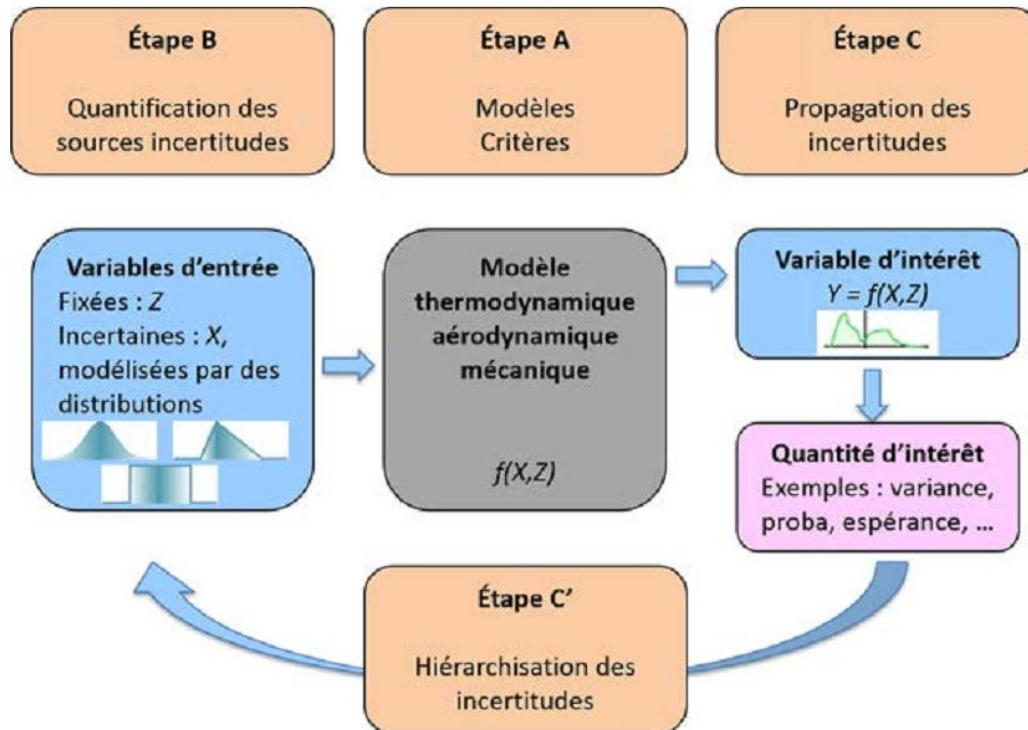 Étape B
Quantification des
sources incertitudes
Étape A
Modèles
Critères
Étape C
Propagation des
incertitudes
Variables d'entrée
Fixées : Z
Incertaines : X,
modélisées par des
distributions
Modèle
thermodynamique
aérodynamique
mécanique
f(X,Z)
Variable d'intérêt
Y = f(X,Z)
Quantité d'intérêt
Exemples : variance,
proba, espérance, ...
Étape C'
Hiérarchisation des
incertitudes